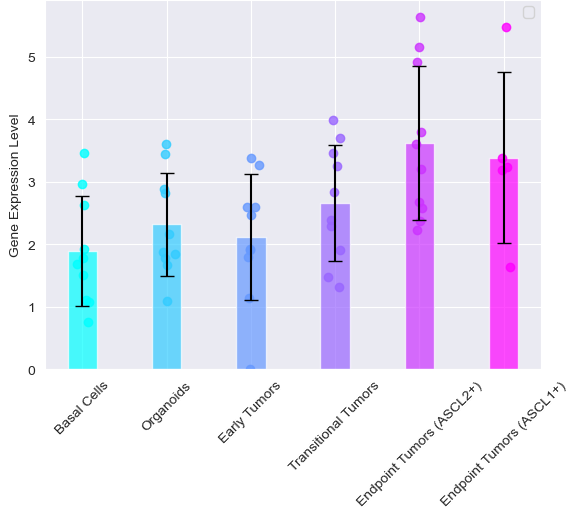 Gene Expression Level
5
4
3
2
1
0
Basal Cells
Organoids
Early Tumors
Transitional Tumors
Endpoint Tumors (ASCL2+)
Endpoint Tumors (ASCL1+)